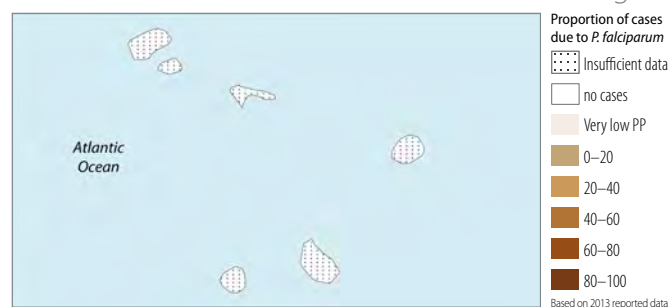 Proportion of cases
due to P. falciparum
Insufficient data
no cases
Very low PP
0–20
20–40
40–60
60–80
80–100
Based on 2013 reported data
Atlantic
Ocean